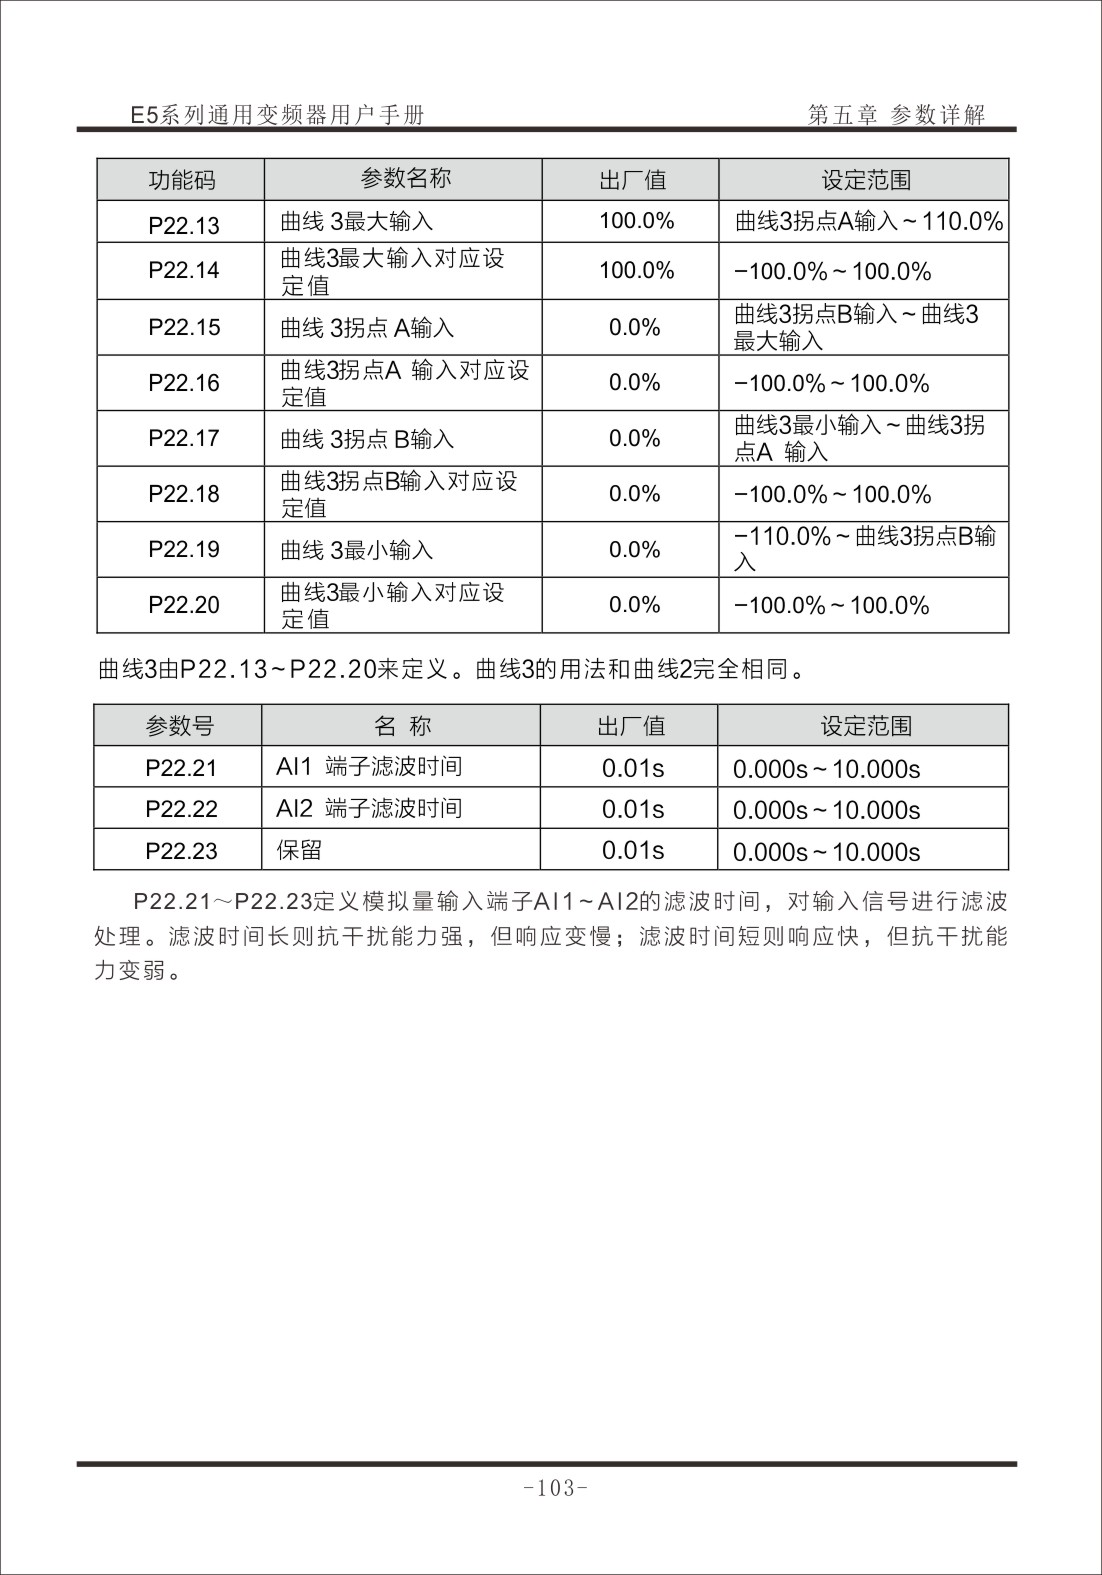 E5系列通用变频器用户手册 第五章 参数详解
功能码 参数名称 出厂值 设定范围
P22.13 曲线 3最大输入 100.0% 曲线3拐点A输入～110.0%
P22.14 曲线3最大输入对应设
定值 100.0% -100.0%～100.0%
P22.15 曲线 3拐点 A输入 0.0% 曲线3拐点B输入～曲线3
最大输入
P22.16 曲线3拐点A 输入对应设
定值 0.0% -100.0%～100.0%
P22.17 曲线 3拐点 B输入 0.0% 曲线3最小输入～曲线3拐
点A 输入
P22.18 曲线3拐点B输入对应设
定值 0.0% -100.0%～100.0%
P22.19 曲线 3最小输入 0.0% -110.0%～曲线3拐点B输
入
P22.20 曲线3最小输入对应设
定值 0.0% -100.0%～100.0%
曲线3由P22.13～P22.20来定义。曲线3的用法和曲线2完全相同。
参数号 名 称 出厂值 设定范围
P22.21 AI1 端子滤波时间 0.01s 0.000s～10.000s
P22.22 AI2 端子滤波时间 0.01s 0.000s～10.000s
P22.23 保留 0.01s 0.000s～10.000s
P22.21～P22.23定义模拟量输入端子AI1～AI2的滤波时间，对输入信号进行滤波
处理。滤波时间长则抗干扰能力强，但响应变慢；滤波时间短则响应快，但抗干扰能
力变弱。
-103-